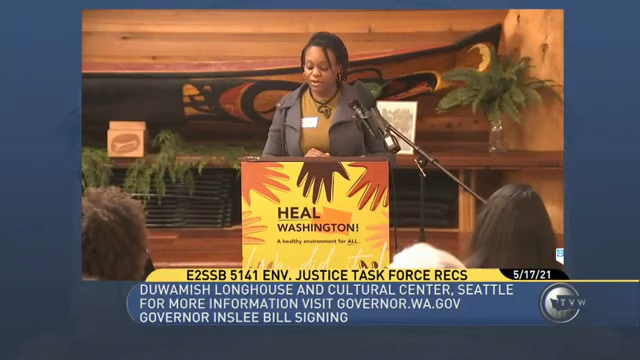 HEAL
WASHINGTON!
A healthy environment for ALL.
E2SSB 5141 ENV. JUSTICE TASK FORCE RECS
5/17/21
DUWAMISH LONGHOUSE AND CULTURAL CENTER, SEATTLE
FOR MORE INFORMATION VISIT GOVERNOR.WA.GOV
GOVERNOR INSLEE BILL SIGNING
TVW